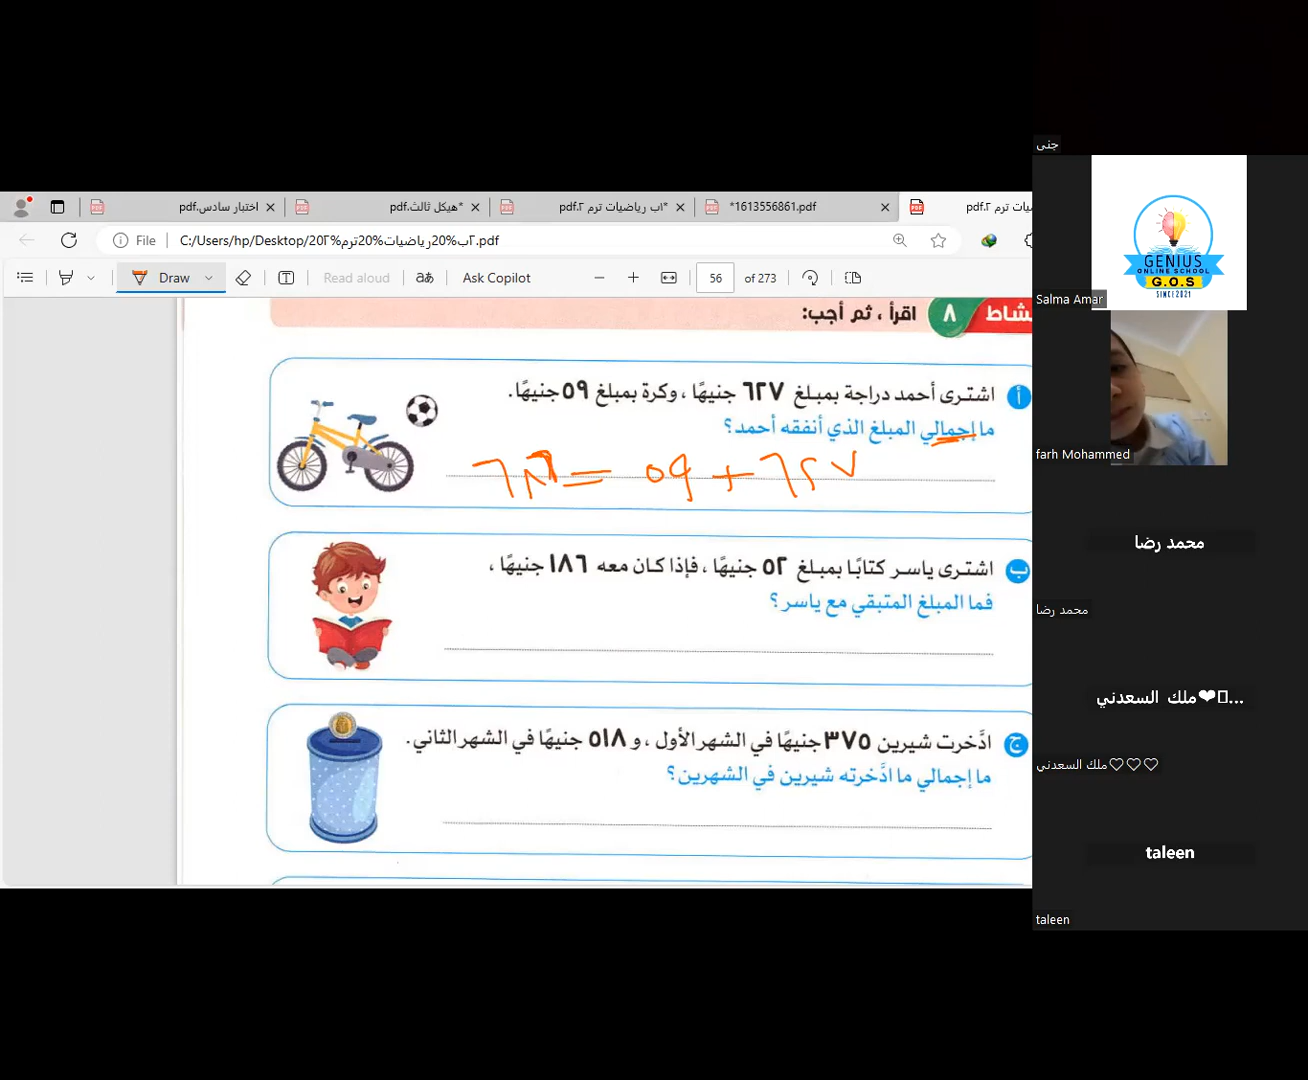 جنى
اختبار سادس.pdf
*هيكل ثالث.pdf
*اب رياضيات ترم ٢.pdf
*1613556861.pdf
يات ترم ٢.pdf
File
C:/Users/hp/Desktop/20٢اب%20رياضيات%20ترم%20٢.pdf
Draw
Read aloud
Ask Copilot
56
of 273
GENIUS
ONLINE SCHOOL
G.O.S
SINCE 2021
Salma Amar
شاط ٨ اقرأ ، ثم أجب:
أ اشترى أحمد دراجة بمبلغ ٦٢٧ جنيهًا ، وكرة بمبلغ ٥٩ جنيهًا.
ما إجمالي المبلغ الذي أنفقه أحمد؟
٦٢٧ + ٥٩ =
farh Mohammed
ب اشترى ياسر كتابًا بمبلغ ٥٢ جنيهًا ، فإذا كان معه ١٨٦ جنيهًا ،
فما المبلغ المتبقي مع ياسر؟
محمد رضا
محمد رضا
ج ادَّخرت شيرين ٣٧٥ جنيهًا في الشهر الأول ، و ٥١٨ جنيهًا في الشهر الثاني.
ما إجمالي ما ادَّخرته شيرين في الشهرين؟
ملك السعدني❤...
ملك السعدني♡♡♡
taleen
taleen